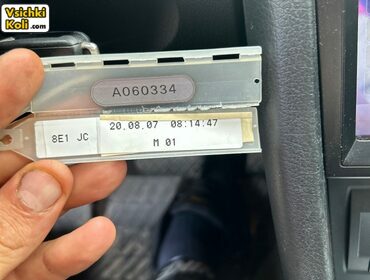 Vsichki
Koli.com
A060334
20.08.07 08:14:47
8E1 JC
M 01